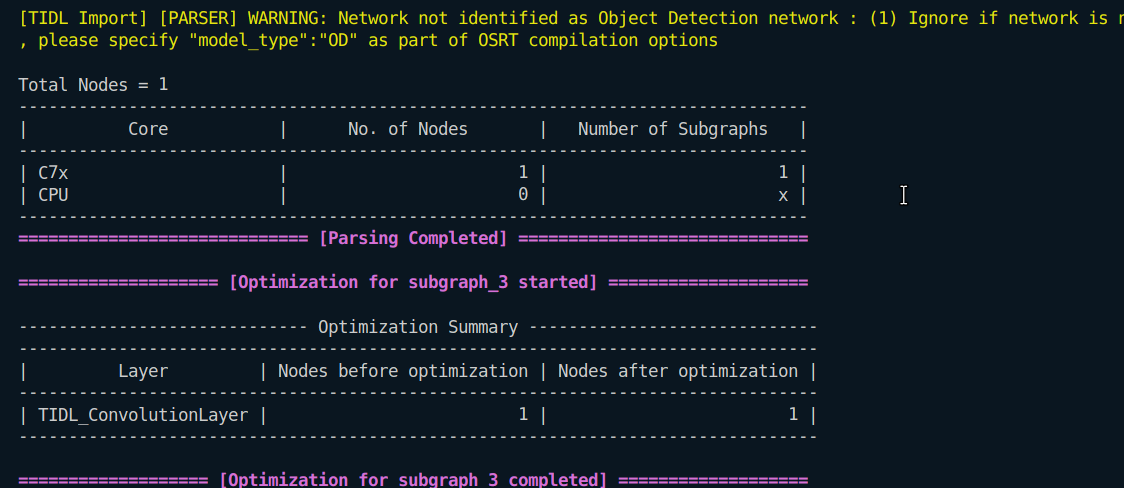 [TIDL Import] [PARSER] WARNING: Network not identified as Object Detection network : (1) Ignore if network is
, please specify "model_type":"OD" as part of OSRT compilation options
Total Nodes = 1
-------------------------------------------------------------------------------
| Core | No. of Nodes | Number of Subgraphs |
-------------------------------------------------------------------------------
| C7x | 1 | 1 |
| CPU | 0 | x |
-------------------------------------------------------------------------------
============================= [Parsing Completed] =============================
==================== [Optimization for subgraph_3 started] ====================
----------------------------- Optimization Summary -----------------------------
--------------------------------------------------------------------------------
| Layer | Nodes before optimization | Nodes after optimization |
--------------------------------------------------------------------------------
| TIDL_ConvolutionLayer | 1 | 1 |
--------------------------------------------------------------------------------
=================== [Optimization for subgraph_3 completed] ===================